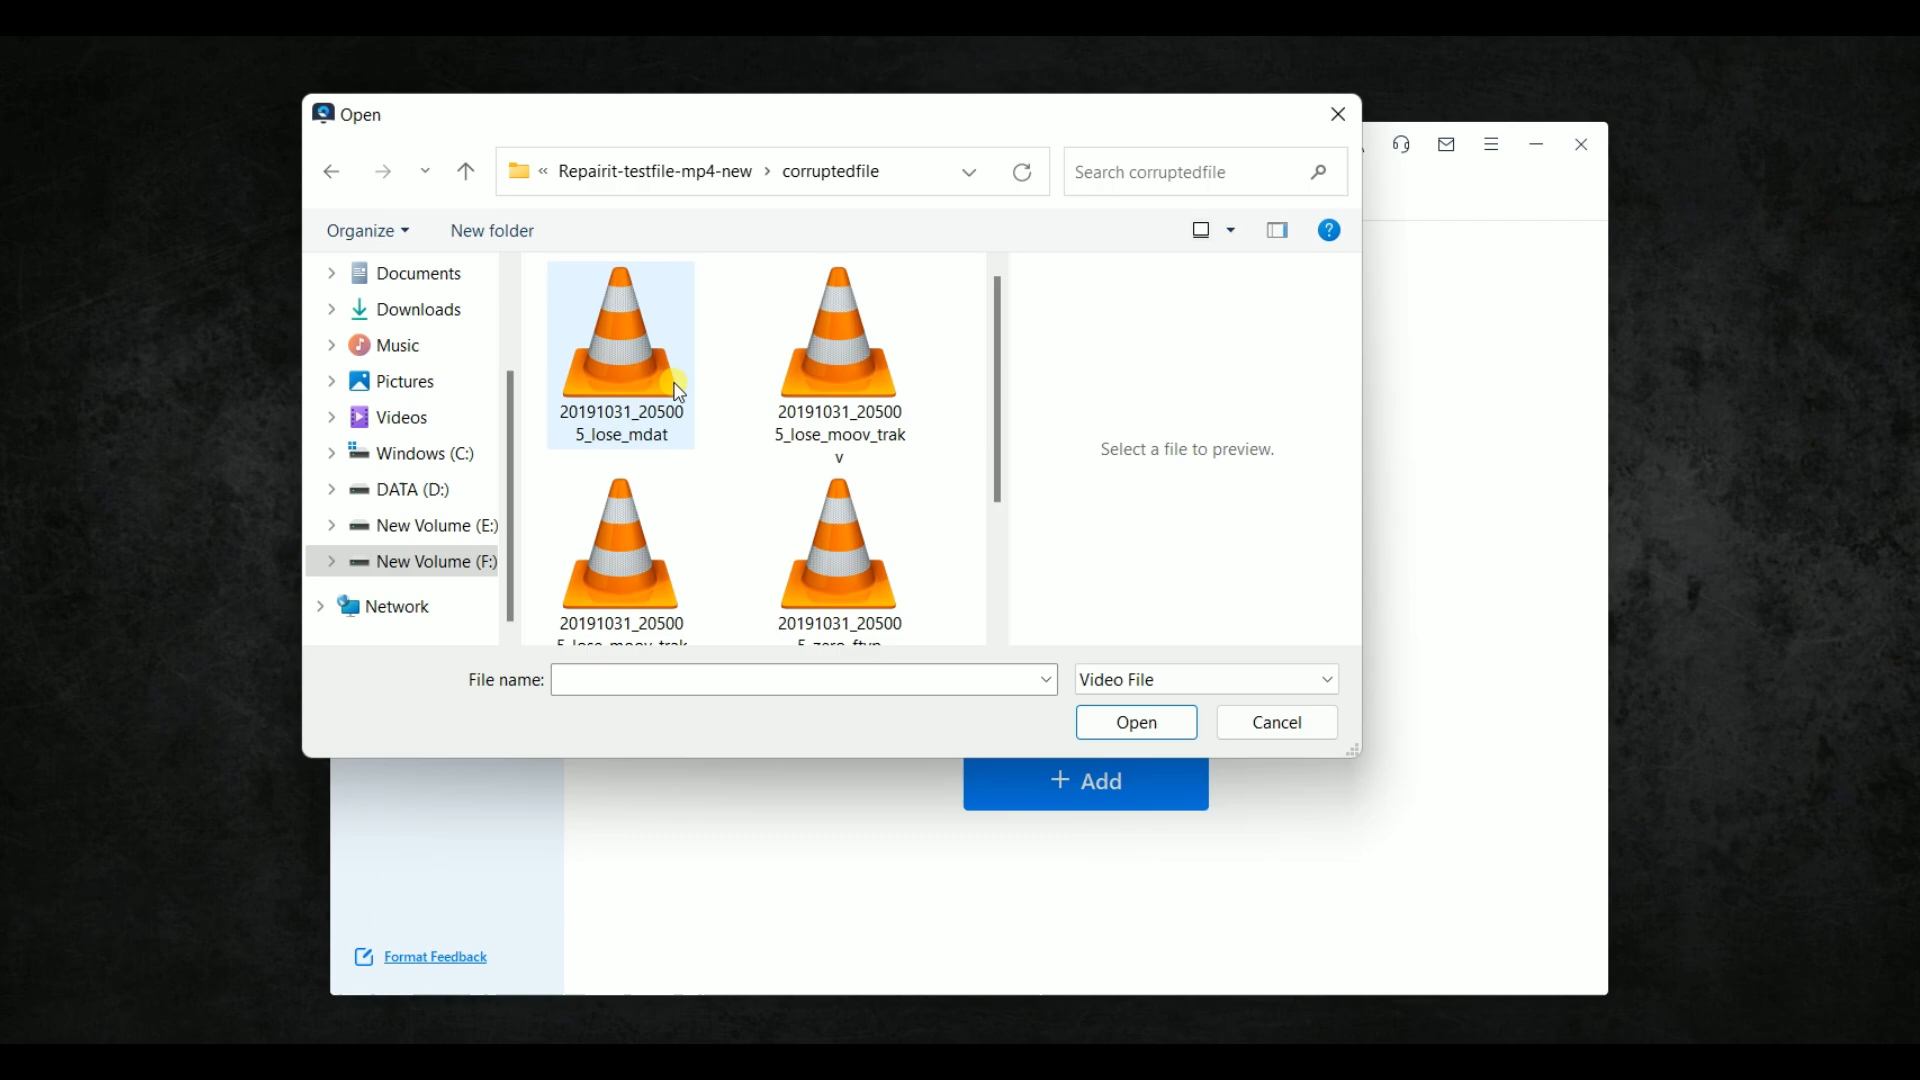 Open
« Repairit-testfile-mp4-new > corruptedfile
Search corruptedfile
Organize
New folder
Documents
Downloads
Music
Pictures
Videos
Windows (C:)
DATA (D:)
New Volume (E:)
New Volume (F:)
Network
20191031_20500
5_lose_mdat
20191031_20500
5_lose_moov_trak
v
20191031_20500
5_lose_moov_trak
20191031_20500
5_zero_ftyp
Select a file to preview.
File name:
Video File
Open
Cancel
+ Add
Format Feedback